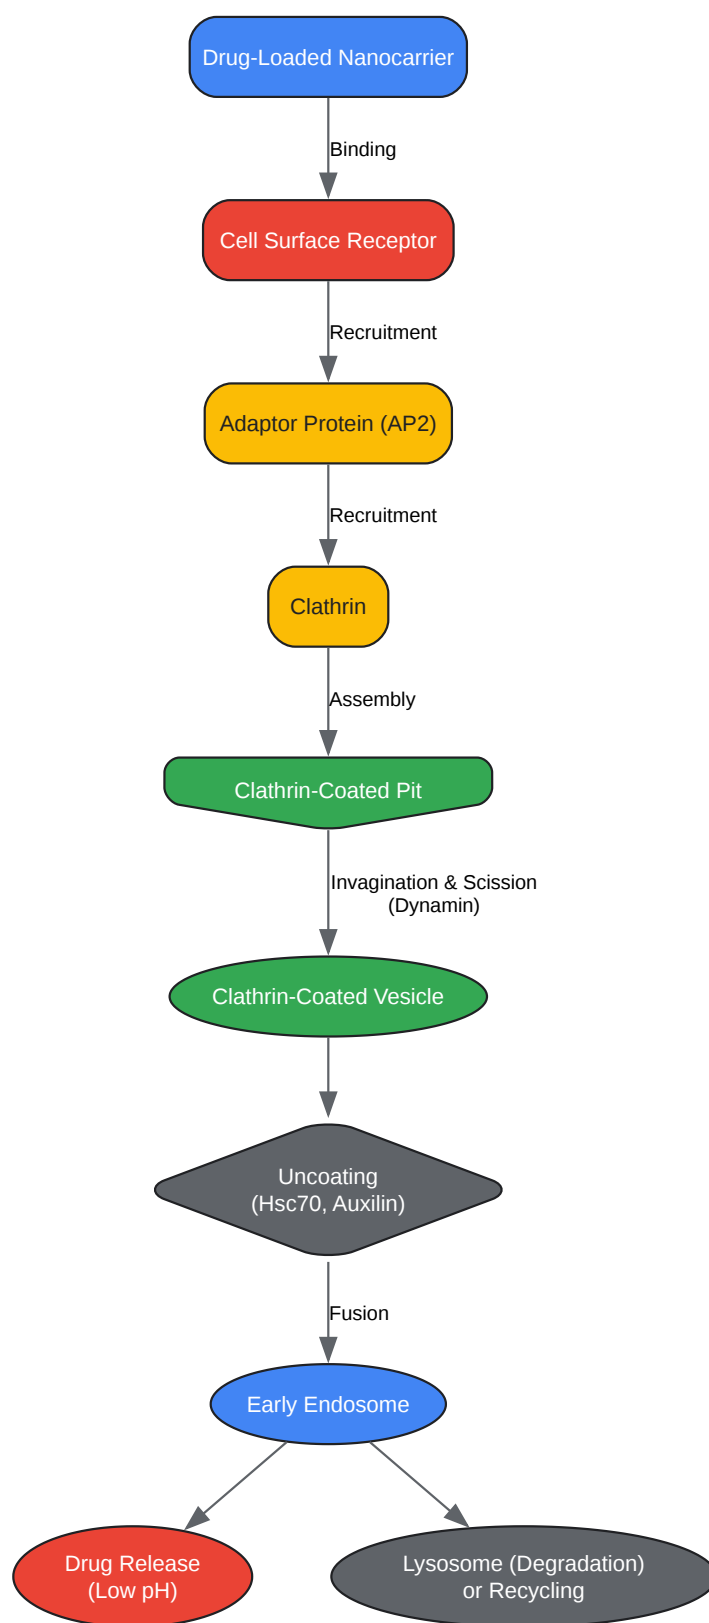 Drug-Loaded Nanocarrier
Binding
Cell Surface Receptor
Recruitment
Adaptor Protein (AP2)
Recruitment
Clathrin
Assembly
Clathrin-Coated Pit
Invagination & Scission
(Dynamin)
Clathrin-Coated Vesicle
Uncoating
(Hsc70, Auxilin)
Fusion
Early Endosome
Drug Release
(Low pH)
Lysosome (Degradation)
or Recycling